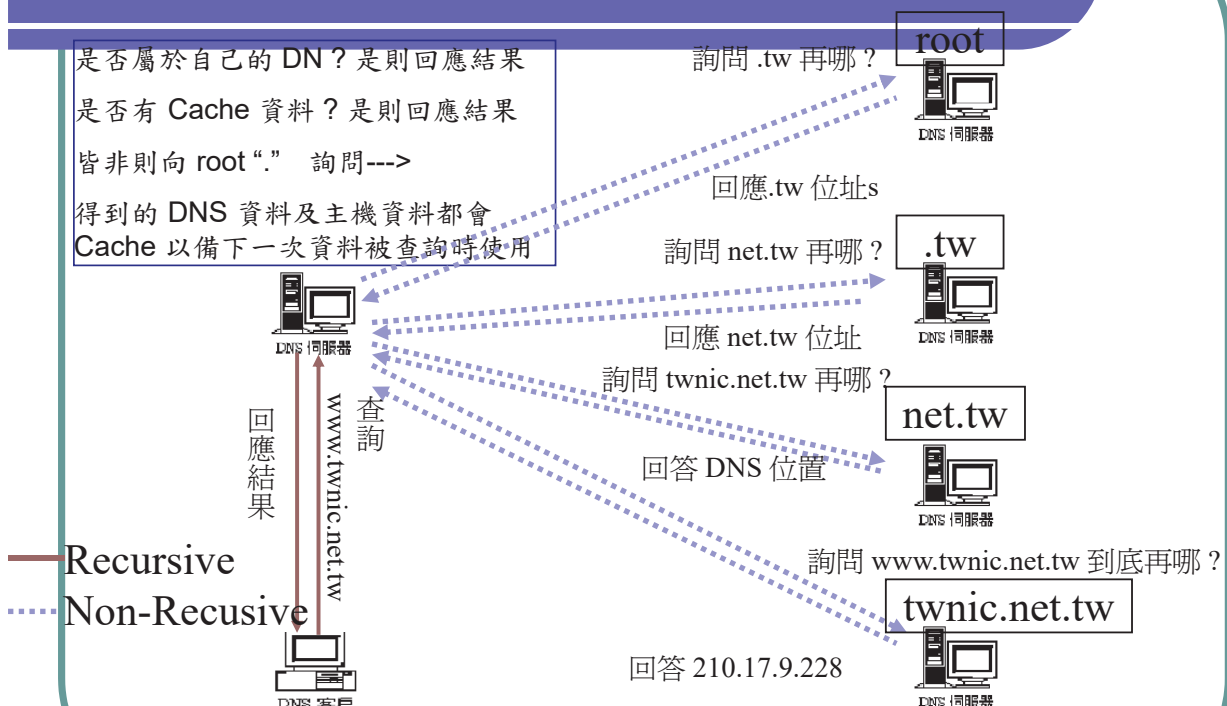 是否屬於自己的 DN ? 是則回應結果
是否有 Cache 資料 ? 是則回應結果
皆非則向 root “.” 詢問--->
得到的 DNS 資料及主機資料都會
Cache 以備下一次資料被查詢時使用
DNS 伺服器
回應結果
查詢
www.twnic.net.tw
Recursive
Non-Recusive
DNS 客戶
詢問 .tw 再哪 ?
root
DNS 伺服器
回應.tw 位址s
詢問 net.tw 再哪 ?
.tw
DNS 伺服器
回應 net.tw 位址
詢問 twnic.net.tw 再哪 ?
net.tw
回答 DNS 位置
DNS 伺服器
詢問 www.twnic.net.tw 到底再哪 ?
twnic.net.tw
回答 210.17.9.228
DNS 伺服器